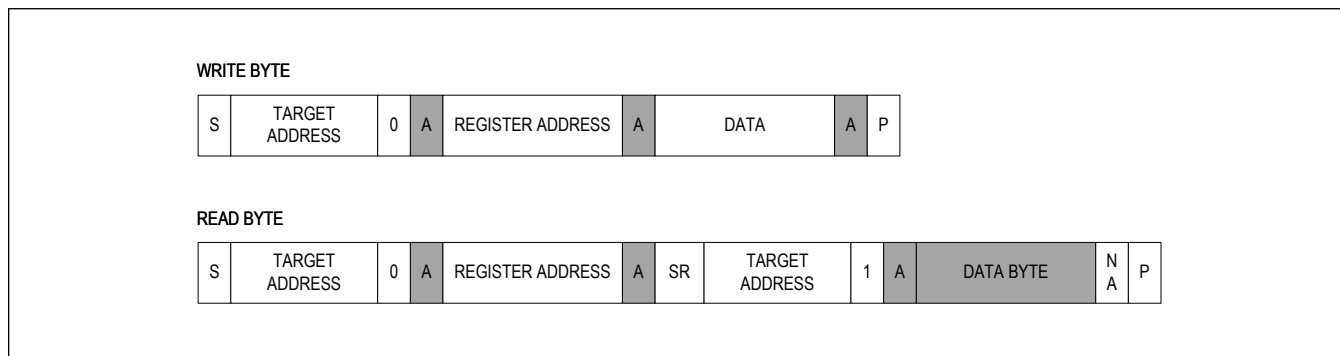 WRITE BYTE
S TARGET ADDRESS 0 A REGISTER ADDRESS A DATA A P
READ BYTE
S TARGET ADDRESS 0 A REGISTER ADDRESS A SR TARGET ADDRESS 1 A DATA BYTE NA P